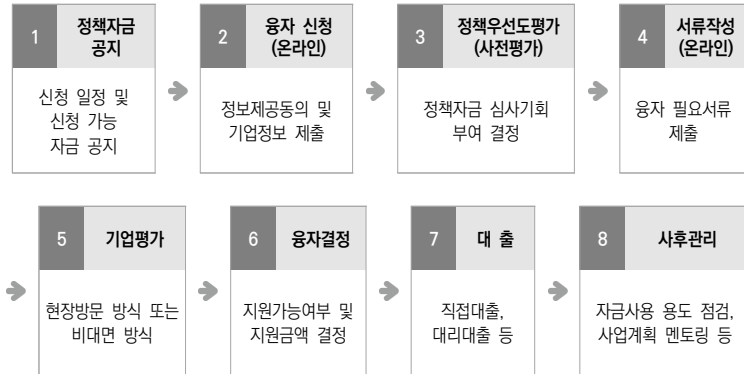 1
정책자금
공지
신청 일정 및
신청 가능
자금 공지
2
융자 신청
(온라인)
정보제공동의 및
기업정보 제출
3
정책우선도평가
(사전평가)
정책자금 심사기회
부여 결정
4
서류작성
(온라인)
융자 필요서류
제출
5
기업평가
현장방문 방식 또는
비대면 방식
6
융자결정
지원가능여부 및
지원금액 결정
7
대 출
직접대출,
대리대출 등
8
사후관리
자금사용 용도 점검,
사업계획 멘토링 등